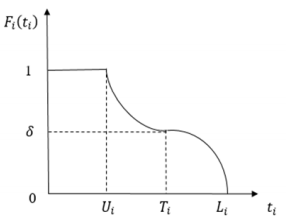 F_i(t_i)
1
δ
0
U_i T_i L_i t_i